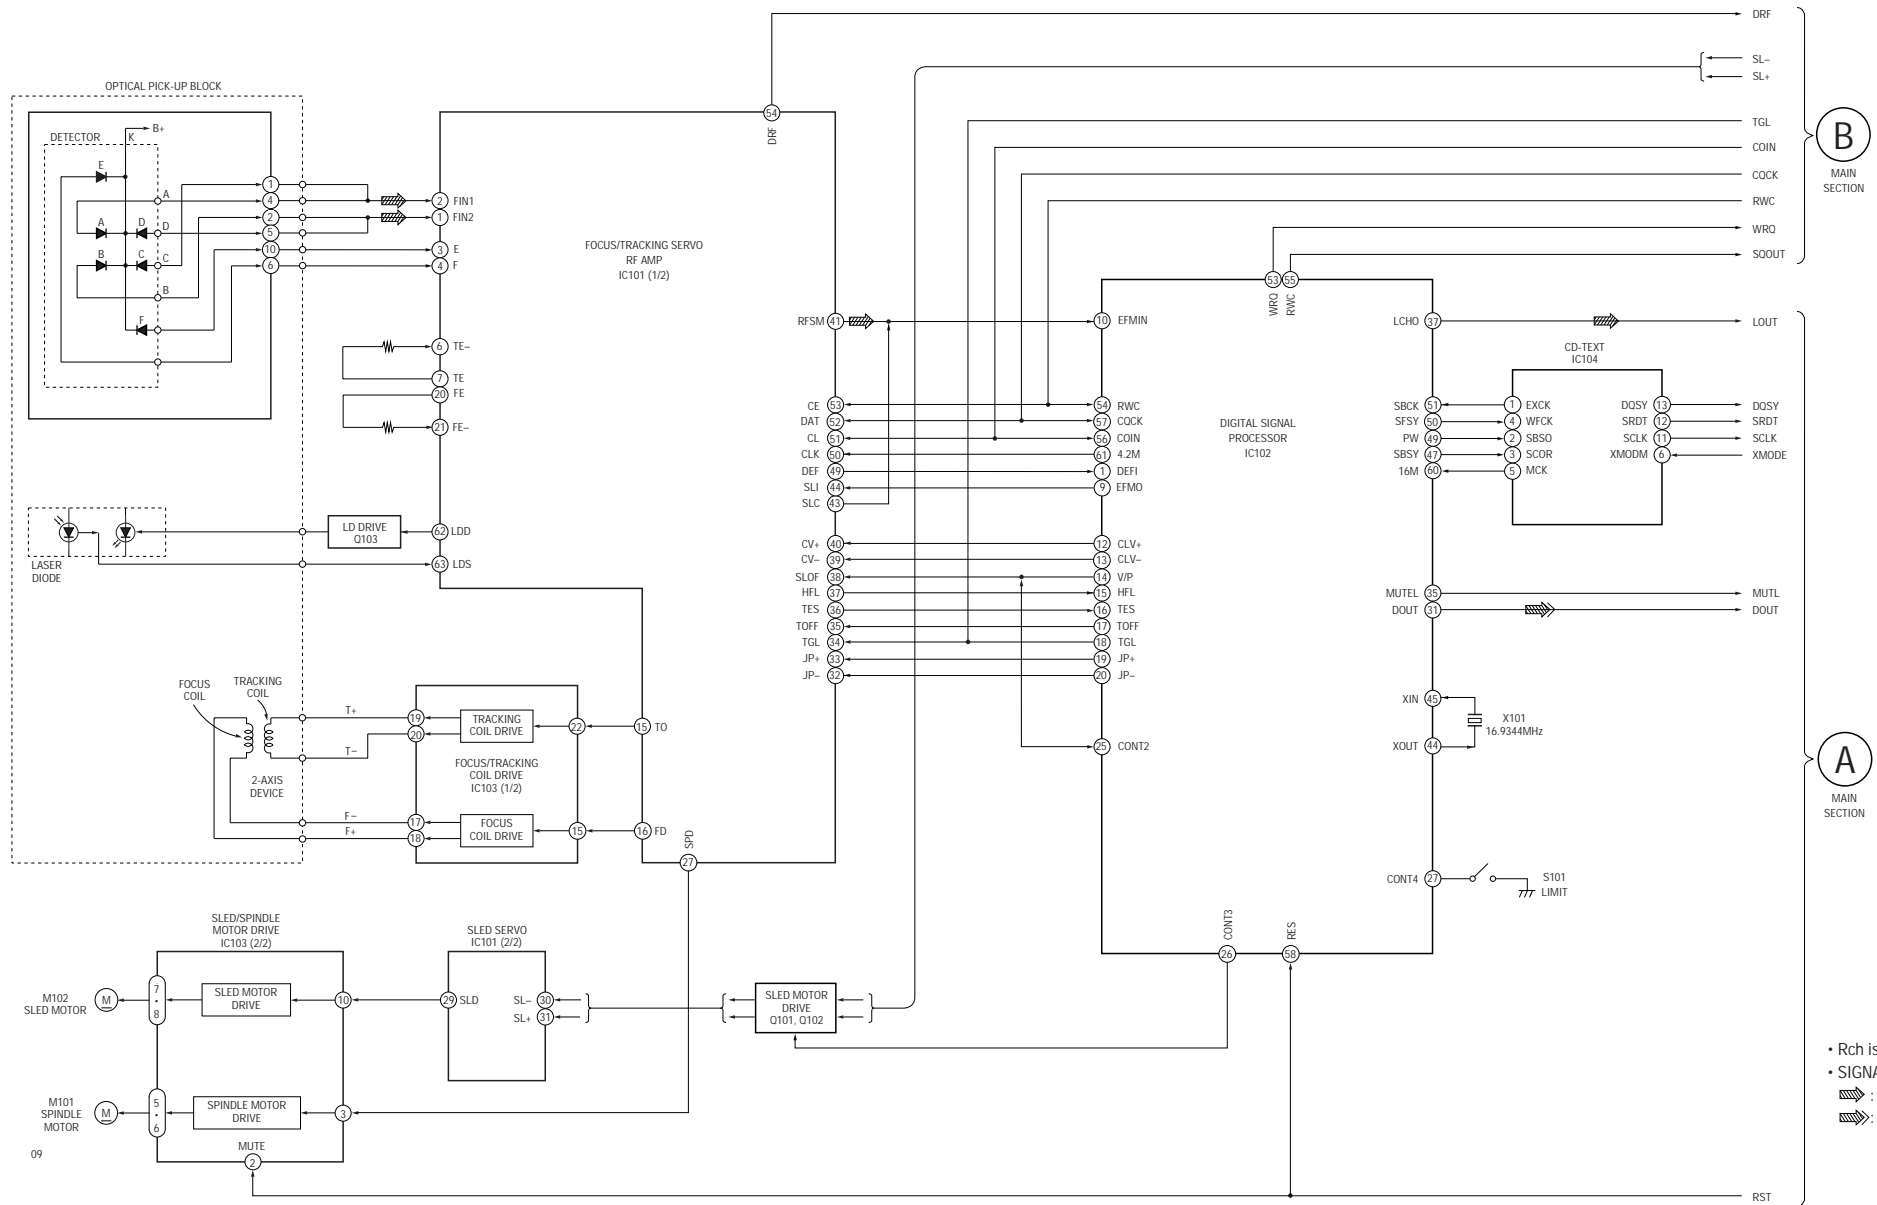 DRF
SL–
SL+
TGL
COIN
CQCK
RWC
WRQ
SQOUT
B
MAIN
SECTION
OPTICAL PICK-UP BLOCK
DETECTOR
K
B+
E
A
A
D
D
B
C
C
B
F
1
4
2
5
10
6
2 FIN1
1 FIN2
3 E
4 F
6 TE–
7 TE
20 FE
21 FE–
62 LDD
63 LDS
54
DRF
FOCUS/TRACKING SERVO
RF AMP
IC101 (1/2)
LD DRIVE
Q103
LASER
DIODE
RFSM 41
CE 53
DAT 52
CL 51
CLK 50
DEF 49
SLI 44
SLC 43
CV+ 40
CV– 39
SLOF 38
HFL 37
TES 36
TOFF 35
TGL 34
JP+ 33
JP– 32
10 EFMIN
54 RWC
57 CQCK
56 COIN
61 4.2M
1 DEFI
9 EFMO
12 CLV+
13 CLV–
14 V/P
15 HFL
16 TES
17 TOFF
18 TGL
19 JP+
20 JP–
25 CONT2
53 55
WRQ
RWC
DIGITAL SIGNAL
PROCESSOR
IC102
LCHO 37
SBCK 51
SFSY 50
PW 49
SBSY 47
16M 60
MUTEL 35
DOUT 31
XIN 45
XOUT 44
CONT4 27
CONT3
26
RES
58
CD-TEXT
IC104
1 EXCK
4 WFCK
2 SBSO
3 SCOR
5 MCK
DQSY 13
SRDT 12
SCLK 11
XMODM 6
LOUT
DQSY
SRDT
SCLK
XMODE
MUTL
DOUT
X101
16.9344MHz
S101
LIMIT
A
MAIN
SECTION
FOCUS
COIL
TRACKING
COIL
2-AXIS
DEVICE
T+
T–
F–
F+
19
20
17
18
TRACKING
COIL DRIVE
FOCUS/TRACKING
COIL DRIVE
IC103 (1/2)
FOCUS
COIL DRIVE
22
15
15 TO
16 FD
SPD
27
SLED/SPINDLE
MOTOR DRIVE
IC103 (2/2)
M102
SLED MOTOR
M
7
•
8
SLED MOTOR
DRIVE
10
M101
SPINDLE
MOTOR
M
5
•
6
SPINDLE MOTOR
DRIVE
3
MUTE
2
SLED SERVO
IC101 (2/2)
29 SLD
SL– 30
SL+ 31
SLED MOTOR
DRIVE
Q101, Q102
RST
• Rch is
• SIGNA
:
:
09